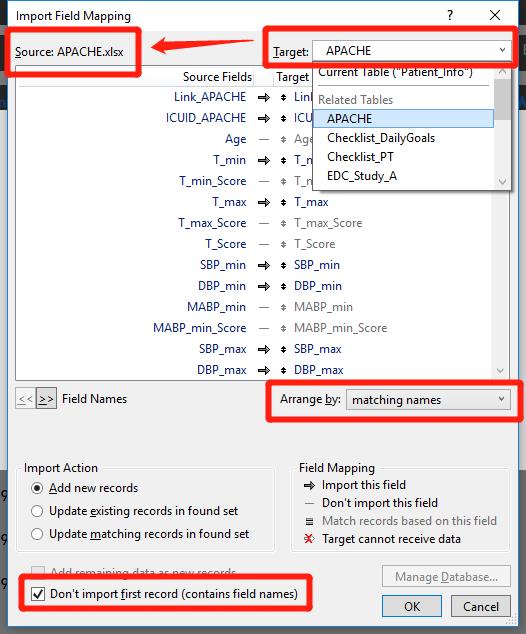 Import Field Mapping ? ×
Source: APACHE.xlsx Target: APACHE
Current Table ("Patient_Info")
Related Tables
APACHE
Checklist_DailyGoals
Checklist_PT
EDC_Study_A
Source Fields Target
Link_APACHE Link
ICUID_APACHE ICU
Age Age
T_min
T_min_Score
T_max T_max
T_max_Score T_max_Score
T_Score T_Score
SBP_min SBP_min
DBP_min DBP_min
MABP_min MABP_min
MABP_min_Score MABP_min_Score
SBP_max SBP_max
DBP_max DBP_max
<< >> Field Names Arrange by: matching names
Import Action
Add new records
Update existing records in found set
Update matching records in found set
Field Mapping
Import this field
Don't import this field
Match records based on this field
Target cannot receive data
Add remaining data as new records
Don't import first record (contains field names)
Manage Database...
OK Cancel